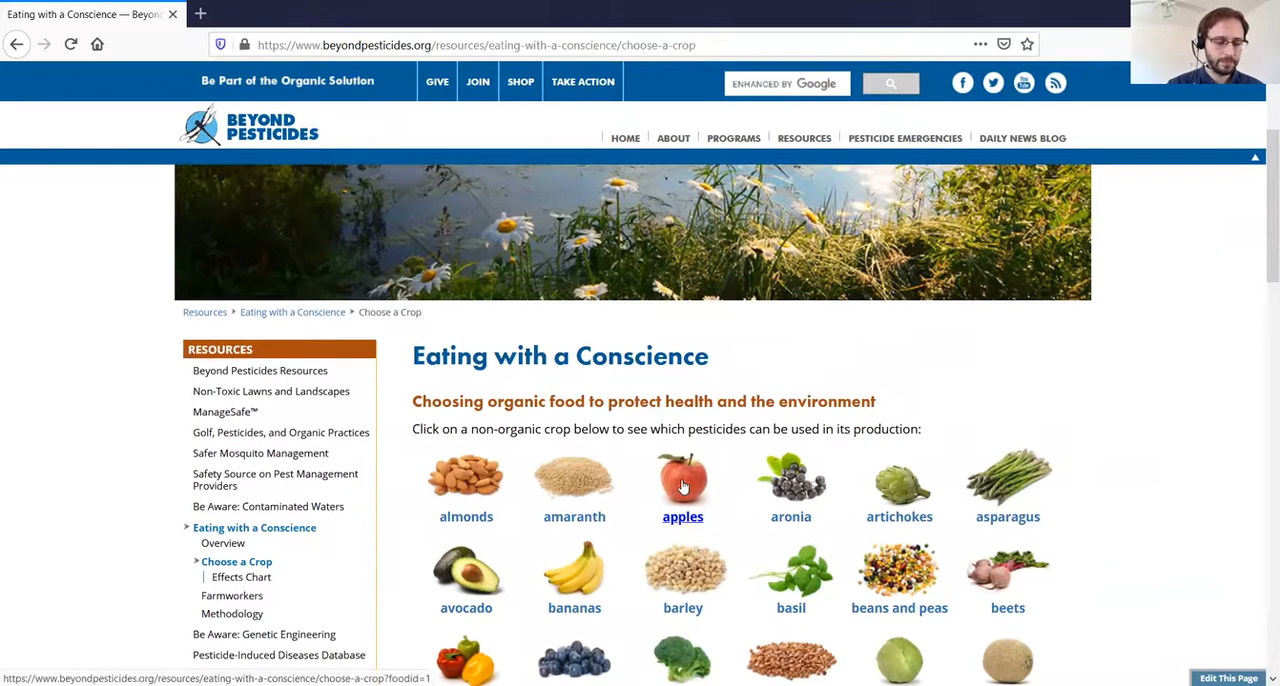 Eating with a Conscience — Beyon
https://www.beyondpesticides.org/resources/eating-with-a-conscience/choose-a-crop
Be Part of the Organic Solution
GIVE
JOIN
SHOP
TAKE ACTION
ENHANCED BY Google
BEYOND
PESTICIDES
HOME
ABOUT
PROGRAMS
RESOURCES
PESTICIDE EMERGENCIES
DAILY NEWS BLOG
Resources > Eating with a Conscience > Choose a Crop
RESOURCES
Beyond Pesticides Resources
Non-Toxic Lawns and Landscapes
ManageSafe™
Golf, Pesticides, and Organic Practices
Safer Mosquito Management
Safety Source on Pest Management
Providers
Be Aware: Contaminated Waters
Eating with a Conscience
Overview
Choose a Crop
Effects Chart
Farmworkers
Methodology
Be Aware: Genetic Engineering
Pesticide-Induced Diseases Database
Eating with a Conscience
Choosing organic food to protect health and the environment
Click on a non-organic crop below to see which pesticides can be used in its production:
almonds
amaranth
apples
aronia
artichokes
asparagus
avocado
bananas
barley
basil
beans and peas
beets
https://www.beyondpesticides.org/resources/eating-with-a-conscience/choose-a-crop?foodid=1
Edit This Page